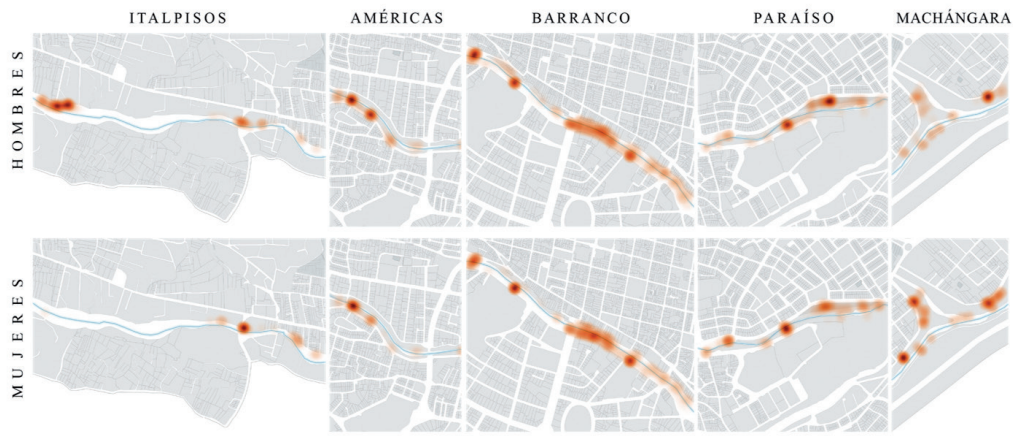 ITALPISOS
AMÉRICAS
BARRANCO
PARAÍSO
MACHÁNGARA
HOMBRES
MUJERES